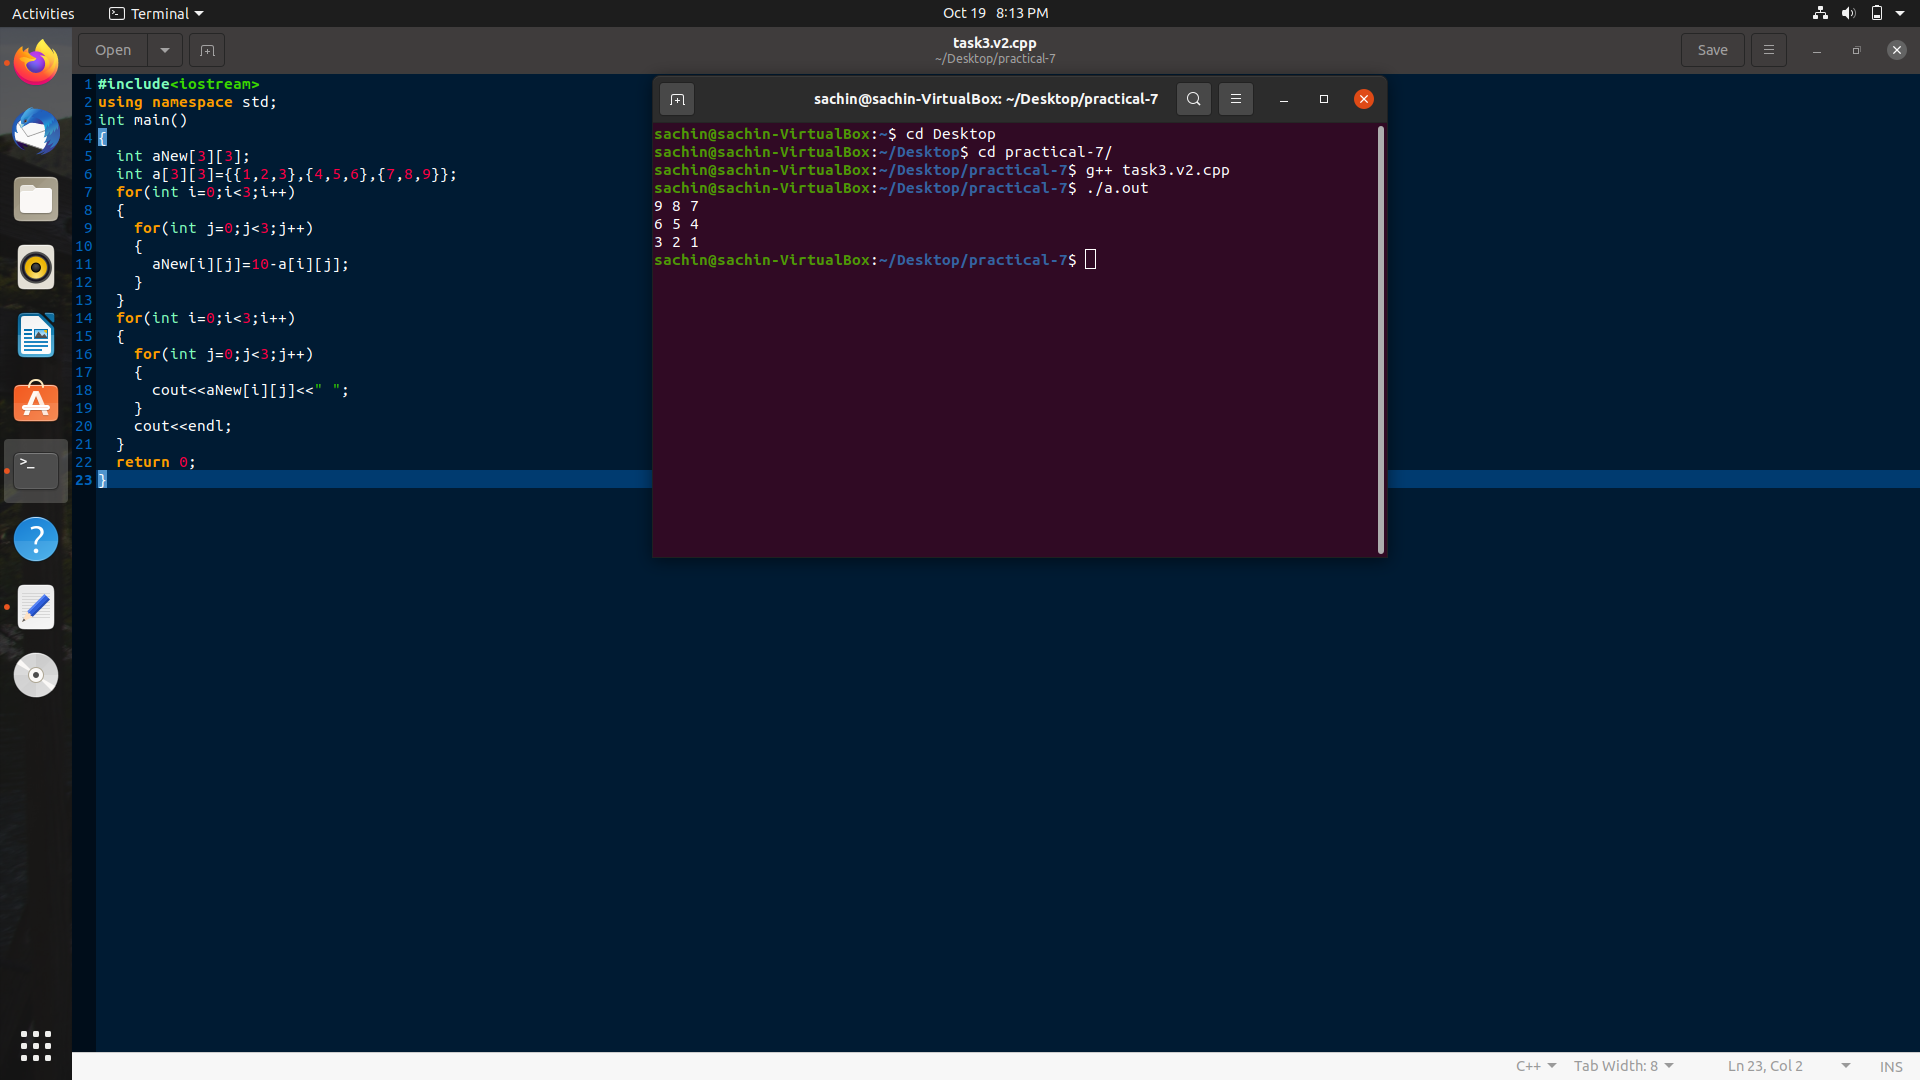 Activities
Terminal
Oct 19 8:13 PM
Open
task3.v2.cpp
~/Desktop/practical-7
Save
1 #include<iostream>
2 using namespace std;
3 int main()
4 {
5   int aNew[3][3];
6   int a[3][3]={{1,2,3},{4,5,6},{7,8,9}};
7   for(int i=0;i<3;i++)
8   {
9     for(int j=0;j<3;j++)
10     {
11       aNew[i][j]=10-a[i][j];
12     }
13   }
14   for(int i=0;i<3;i++)
15   {
16     for(int j=0;j<3;j++)
17     {
18       cout<<aNew[i][j]<<" ";
19     }
20     cout<<endl;
21   }
22   return 0;
23 }
sachin@sachin-VirtualBox: ~/Desktop/practical-7
sachin@sachin-VirtualBox:~$ cd Desktop
sachin@sachin-VirtualBox:~/Desktop$ cd practical-7/
sachin@sachin-VirtualBox:~/Desktop/practical-7$ g++ task3.v2.cpp
sachin@sachin-VirtualBox:~/Desktop/practical-7$ ./a.out
9 8 7
6 5 4
3 2 1
sachin@sachin-VirtualBox:~/Desktop/practical-7$
C++
Tab Width: 8
Ln 23, Col 2
INS